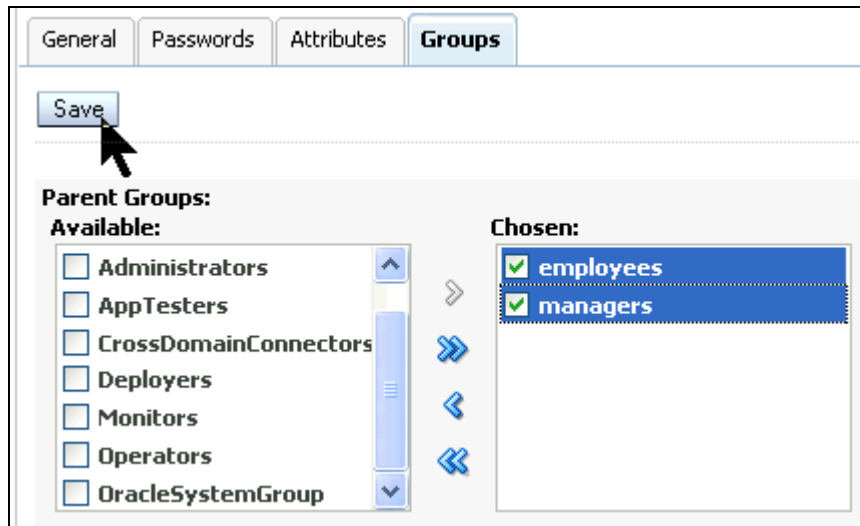 General Passwords Attributes Groups
Save
Parent Groups:
Available:
Administrators
AppTesters
CrossDomainConnectors
Deployers
Monitors
Operators
OracleSystemGroup
Chosen:
employees
managers